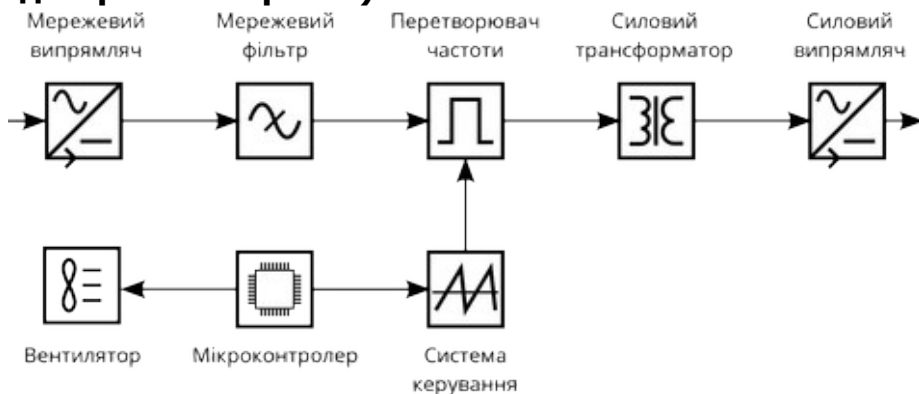 Мережевий
випрямляч
Мережевий
фільтр
Перетворювач
частоти
Силовий
трансформатор
Силовий
випрямляч
Вентилятор
Мікроконтролер
Система
керування